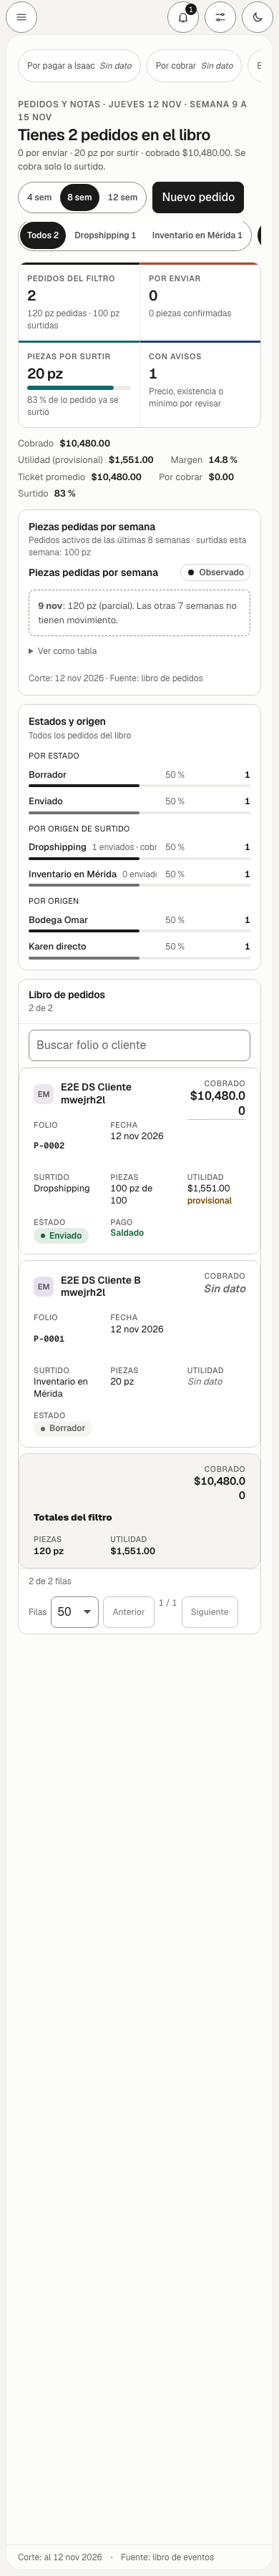 1
Por pagar a Isaac Sin dato
Por cobrar Sin dato
PEDIDOS Y NOTAS · JUEVES 12 NOV · SEMANA 9 A
15 NOV
Tienes 2 pedidos en el libro
0 por enviar · 20 pz por surtir · cobrado $10,480.00. Se
cobra solo lo surtido.
4 sem 8 sem 12 sem Nuevo pedido
Todos 2 Dropshipping 1 Inventario en Mérida 1
PEDIDOS DEL FILTRO
2
120 pz pedidas · 100 pz
surtidas
POR ENVIAR
0
0 piezas confirmadas
PIEZAS POR SURTIR
20 pz
83 % de lo pedido ya se
surtió
CON AVISOS
1
Precio, existencia o
mínimo por revisar
Cobrado $10,480.00
Utilidad (provisional) $1,551.00 Margen 14.8 %
Ticket promedio $10,480.00 Por cobrar $0.00
Surtido 83 %
Piezas pedidas por semana
Pedidos activos de las últimas 8 semanas · surtidas esta
semana: 100 pz
Piezas pedidas por semana Observado
9 nov: 120 pz (parcial). Las otras 7 semanas no
tienen movimiento.
Ver como tabla
Corte: 12 nov 2026 · Fuente: libro de pedidos
Estados y origen
Todos los pedidos del libro
POR ESTADO
Borrador 50 % 1
Enviado 50 % 1
POR ORIGEN DE SURTIDO
Dropshipping 1 enviados · cobr 50 % 1
Inventario en Mérida 0 enviad 50 % 1
POR ORIGEN
Bodega Omar 50 % 1
Karen directo 50 % 1
Libro de pedidos
2 de 2
Buscar folio o cliente
EM
E2E DS Cliente
mwejrh2l
COBRADO
$10,480.0
0
FOLIO
P-0002
FECHA
12 nov 2026
SURTIDO
Dropshipping
PIEZAS
100 pz de
100
UTILIDAD
$1,551.00
provisional
ESTADO
Enviado
PAGO
Saldado
EM
E2E DS Cliente B
mwejrh2l
COBRADO
Sin dato
FOLIO
P-0001
FECHA
12 nov 2026
SURTIDO
Inventario en
Mérida
PIEZAS
20 pz
UTILIDAD
Sin dato
ESTADO
Borrador
COBRADO
$10,480.0
0
Totales del filtro
PIEZAS
120 pz
UTILIDAD
$1,551.00
2 de 2 filas
Filas 50 Anterior 1 / 1 Siguiente
Corte: al 12 nov 2026 · Fuente: libro de eventos